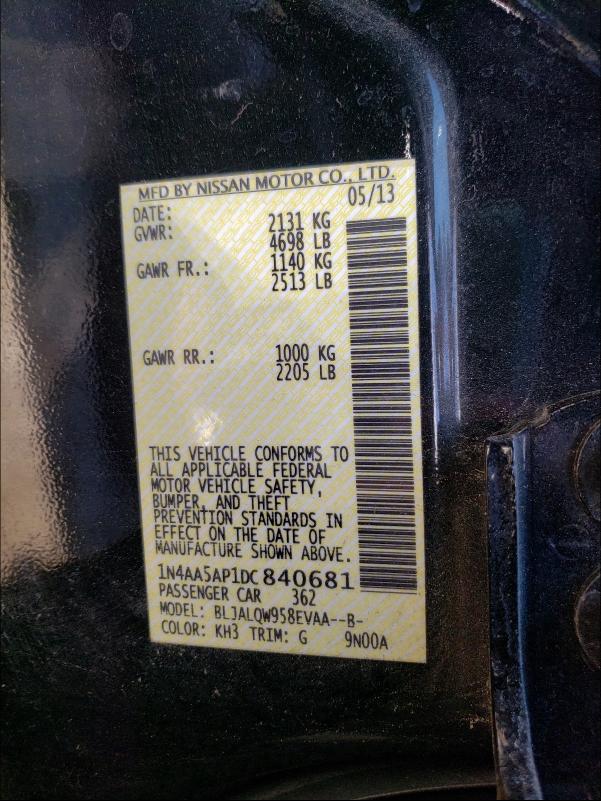 MFD BY NISSAN MOTOR CO., LTD.
DATE: 05/13
GVWR: 2131 KG
4698 LB
GAWR FR.: 1140 KG
2513 LB
GAWR RR.: 1000 KG
2205 LB
THIS VEHICLE CONFORMS TO
ALL APPLICABLE FEDERAL
MOTOR VEHICLE SAFETY,
BUMPER, AND THEFT
PREVENTION STANDARDS IN
EFFECT ON THE DATE OF
MANUFACTURE SHOWN ABOVE.
1N4AA5AP1DC840681
PASSENGER CAR 362
MODEL: BLJALQW958EVAA--B-
COLOR: KH3 TRIM: G 9N00A